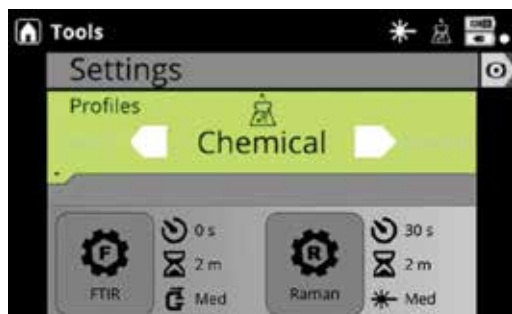 Tools
Settings
Profiles
Chemical
F
FTIR
0 s
2 m
Med
R
Raman
30 s
2 m
Med